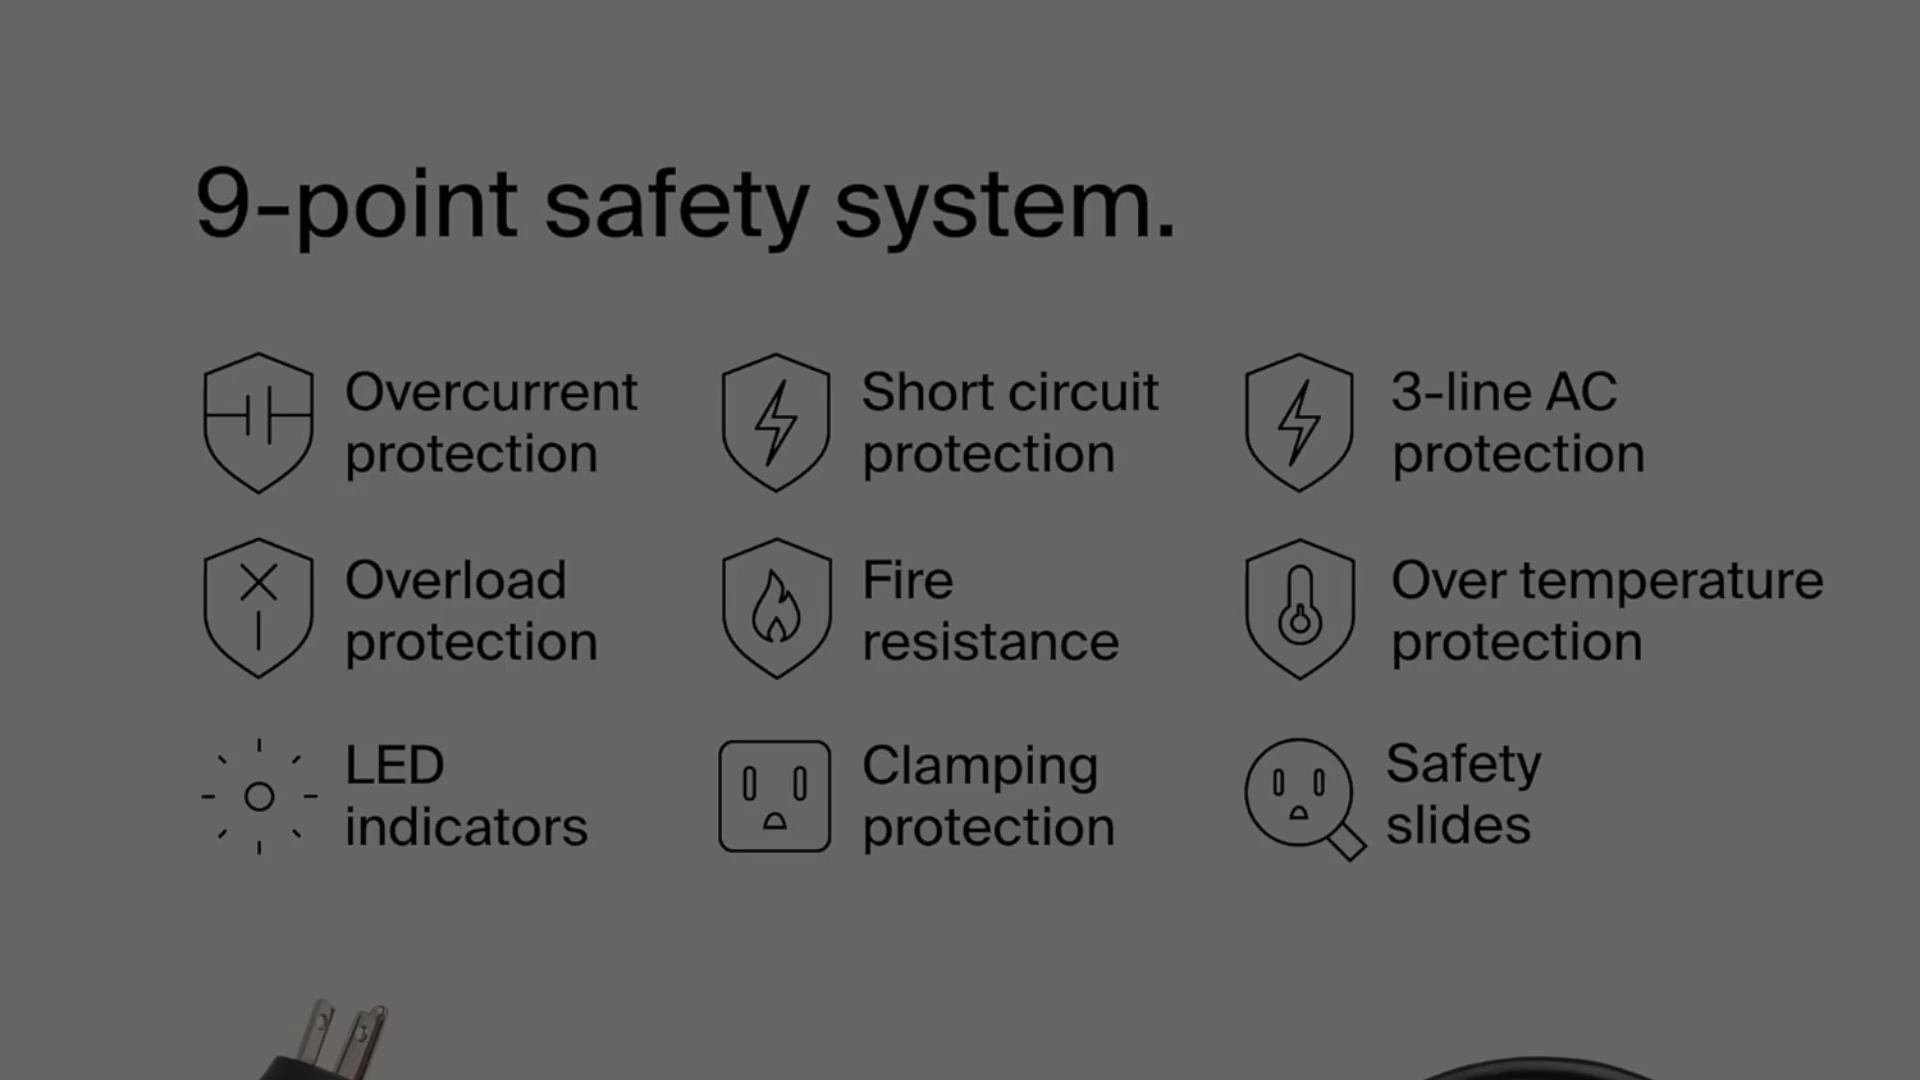 9-point safety system.
Overcurrent
protection
Short circuit
protection
3-line AC
protection
Overload
protection
Fire
resistance
Over temperature
protection
LED
indicators
Clamping
protection
Safety
slides